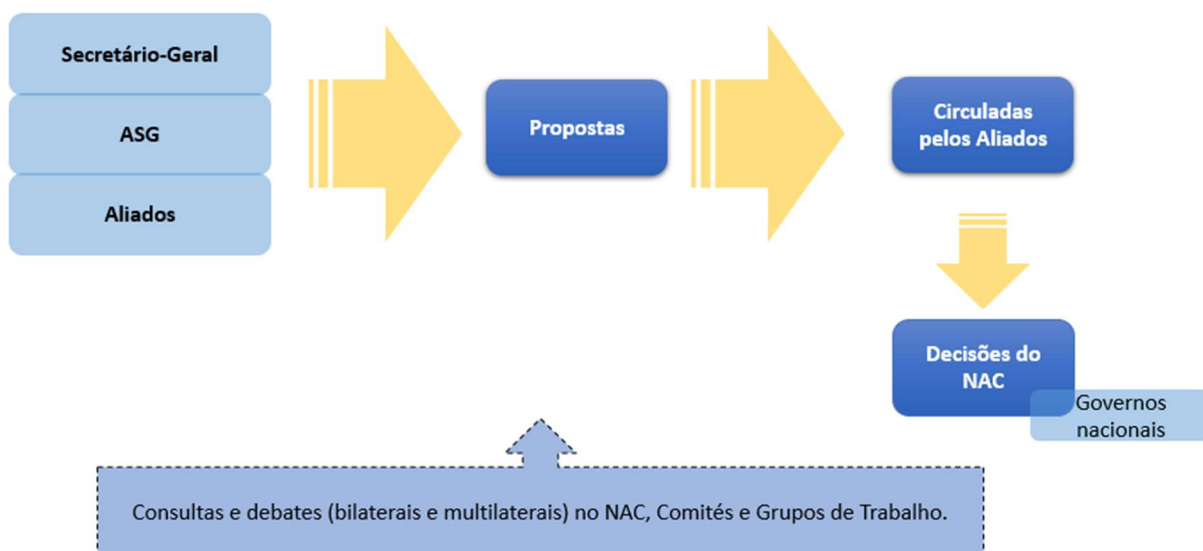 Secretário-Geral
ASG
Aliados
Propostas
Circuladas
pelos Aliados
Decisões do
NAC
Governos
nacionais
Consultas e debates (bilaterais e multilaterais) no NAC, Comités e Grupos de Trabalho.